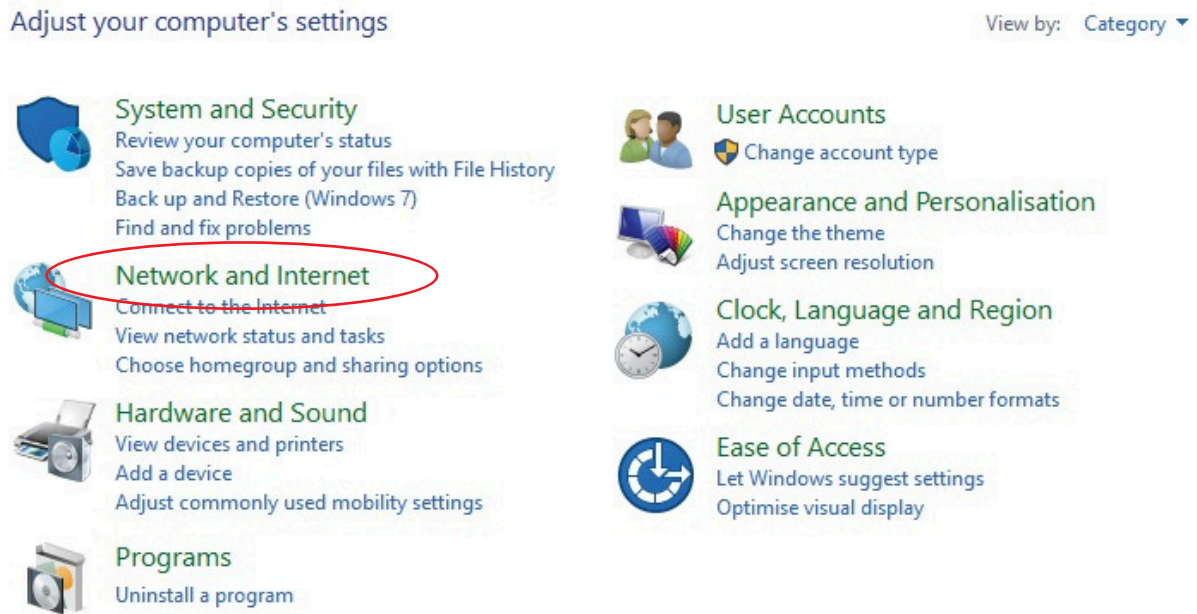 Adjust your computer's settings
View by: Category
System and Security
Review your computer's status
Save backup copies of your files with File History
Back up and Restore (Windows 7)
Find and fix problems
Network and Internet
Connect to the Internet
View network status and tasks
Choose homegroup and sharing options
Hardware and Sound
View devices and printers
Add a device
Adjust commonly used mobility settings
Programs
Uninstall a program
User Accounts
Change account type
Appearance and Personalisation
Change the theme
Adjust screen resolution
Clock, Language and Region
Add a language
Change input methods
Change date, time or number formats
Ease of Access
Let Windows suggest settings
Optimise visual display